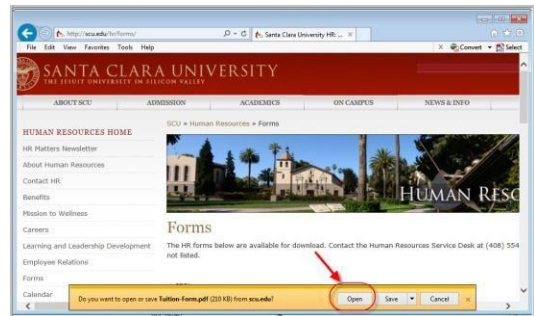 http://scu.edu/hr/forms/
Santa Clara University HR: ...
File Edit View Favorites Tools Help
Convert Select
SANTA CLARA UNIVERSITY
THE JESUIT UNIVERSITY IN SILICON VALLEY
ABOUT SCU ADMISSION ACADEMICS ON CAMPUS NEWS & INFO
SCU » Human Resources » Forms
HUMAN RESOURCES HOME
HR Matters Newsletter
About Human Resources
Contact HR
Benefits
Mission to Wellness
Careers
Learning and Leadership Development
Employee Relations
Forms
Calendar
HUMAN RESC
Forms
The HR forms below are available for download. Contact the Human Resources Service Desk at (408) 554
not listed.
Do you want to open or save Tuition-Form.pdf (210 KB) from scu.edu? Open Save Cancel